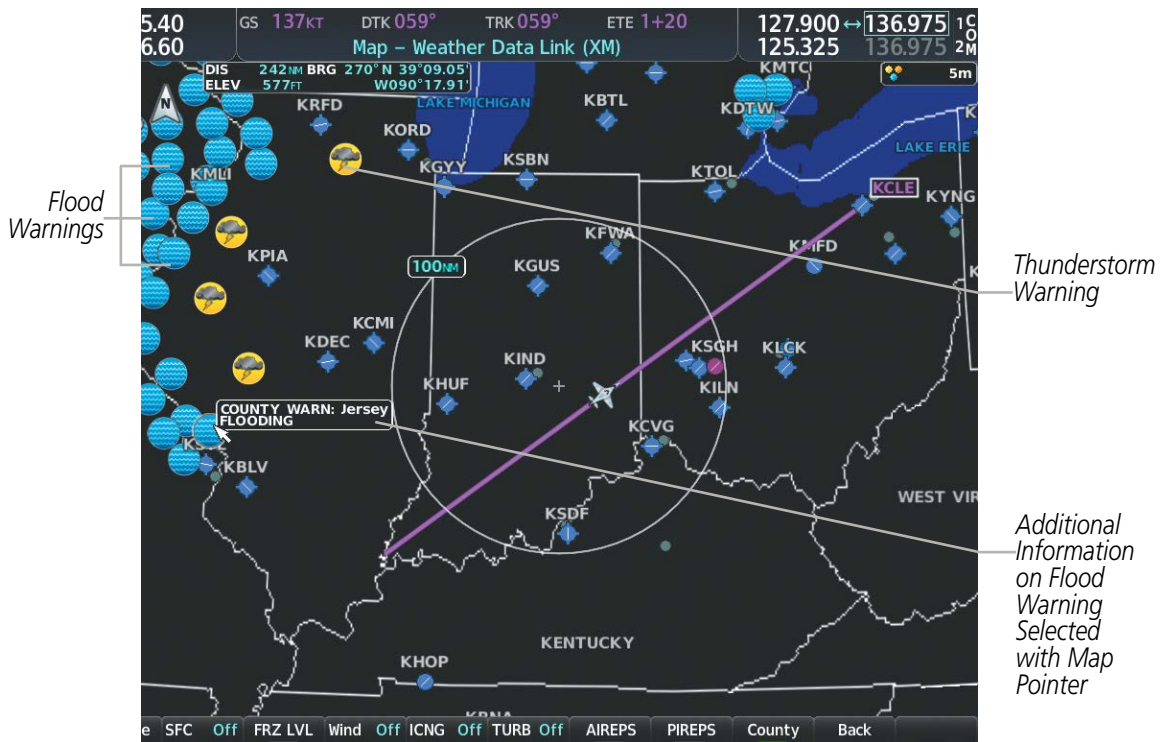 5.40 GS 137KT DTK 059° TRK 059° ETE 1+20 127.900 ↔ 136.975 1 C
6.60 Map – Weather Data Link (XM) 125.325 136.975 2 O M
DIS 242NM BRG 270° N 39°09.05'
ELEV 577FT W090°17.91'
5m
KMTC
N
KRFD
LAKE MICHIGAN
KBTL
KDTW
KORD
LAKE ERIE
KGYY
KSBN
KTOL
KMLI
KCLE
KYNG
Flood
Warnings
KFWA
KMFD
KPIA
100NM
KGUS
Thunderstorm
Warning
KCMI
KDEC
KIND
KSGH
KLCK
KHUF
KILN
COUNTY WARN: Jersey
FLOODING
KCVG
KBLV
WEST VIR
KSDF
Additional
Information
on Flood
Warning
Selected
with Map
Pointer
KENTUCKY
KHOP
e SFC Off FRZ LVL Wind Off ICNG Off TURB Off AIREPS PIREPS County Back